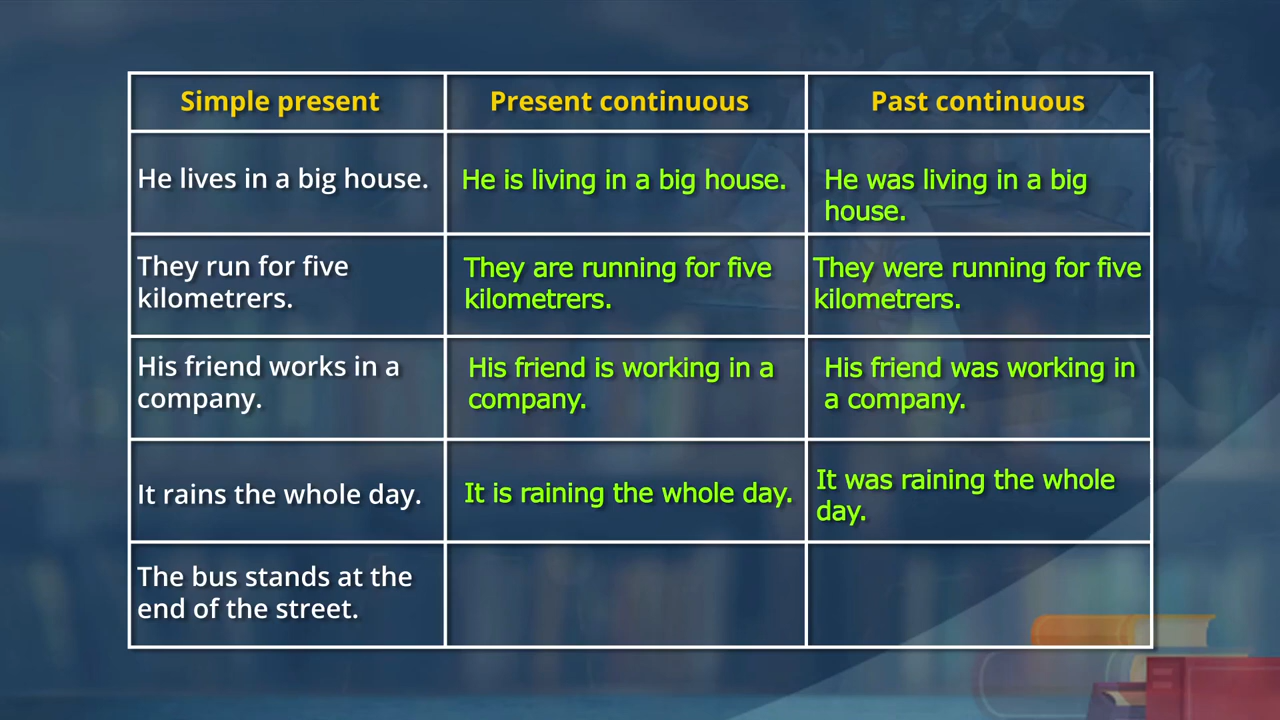 Simple present
Present continuous
Past continuous
He lives in a big house.
He is living in a big house.
He was living in a big
house.
They run for five
kilometrers.
They are running for five
kilometrers.
They were running for five
kilometrers.
His friend works in a
company.
His friend is working in a
company.
His friend was working in
a company.
It rains the whole day.
It is raining the whole day.
It was raining the whole
day.
The bus stands at the
end of the street.